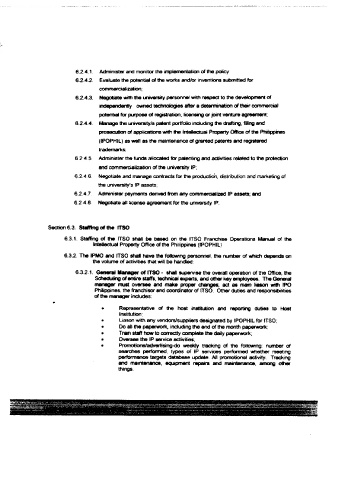 6.2.4.1. Administer and monitor the implementation of the policy
6.2.4.2. Evaluate the potential of the works and/or inventions submitted for
commercialization;
6.2.4.3. Negotiate with the university personnel with respect to the development of
independently owned technologies after a determination of their commercial
potential for purpose of registration, licensing or joint venture agreement;
6.2.4.4. Manage the university's patent portfolio including the drafting, filing and
prosecution of applications with the Intellectual Property Office of the Philippines
(IPOPHIL) as well as the maintenance of granted patents and registered
trademarks;
6.2.4.5 Administer the funds allocated for patenting and activities related to the protection
and commercialization of the university IP;
6.2.4.6 Negotiate and manage contracts for the production, distribution and marketing of
the university's IP assets;
6.2.4.7 Administer payments derived from any commercialized IP assets; and
6.2.4.8 Negotiate all license agreement for the university IP.
Section 6.3. Staffing of the ITSO
6.3.1. Staffing of the ITSO shall be based on the ITSO Franchise Operations Manual of the
Intellectual Property Office of the Philippines (IPOPHIL)
6.3.2. The IPMO and ITSO shall have the following personnel, the number of which depends on
the volume of activities that will be handled:
6.3.2.1. General Manager of ITSO - shall supervise the overall operation of the Office, the
Scheduling of entire staffs, technical experts, and other key employees. The General
manager must oversee and make proper changes, act as main liason with IPO
Philippines, the franchisor and coordinator of ITSO. Other duties and responsibilities
of the manager includes:
+ Representative of the host institution and reporting duties to Host
Institution
+ Liason with any vendors/suppliers designated by IPOPHIL for ITSO;
+ Do all the paperwork, including the end of the month paperwork;
+ Train staff how to correctly complete the daily paperwork;
+ Oversee the IP service activities;
+ Promotions/advertising-do weekly tracking of the following: number of
searches performed, types of IP services performed whether meeting
performance targets database update. All promotional activity. Tracking
and maintenance, equipment repairs and maintenance, among other
things.